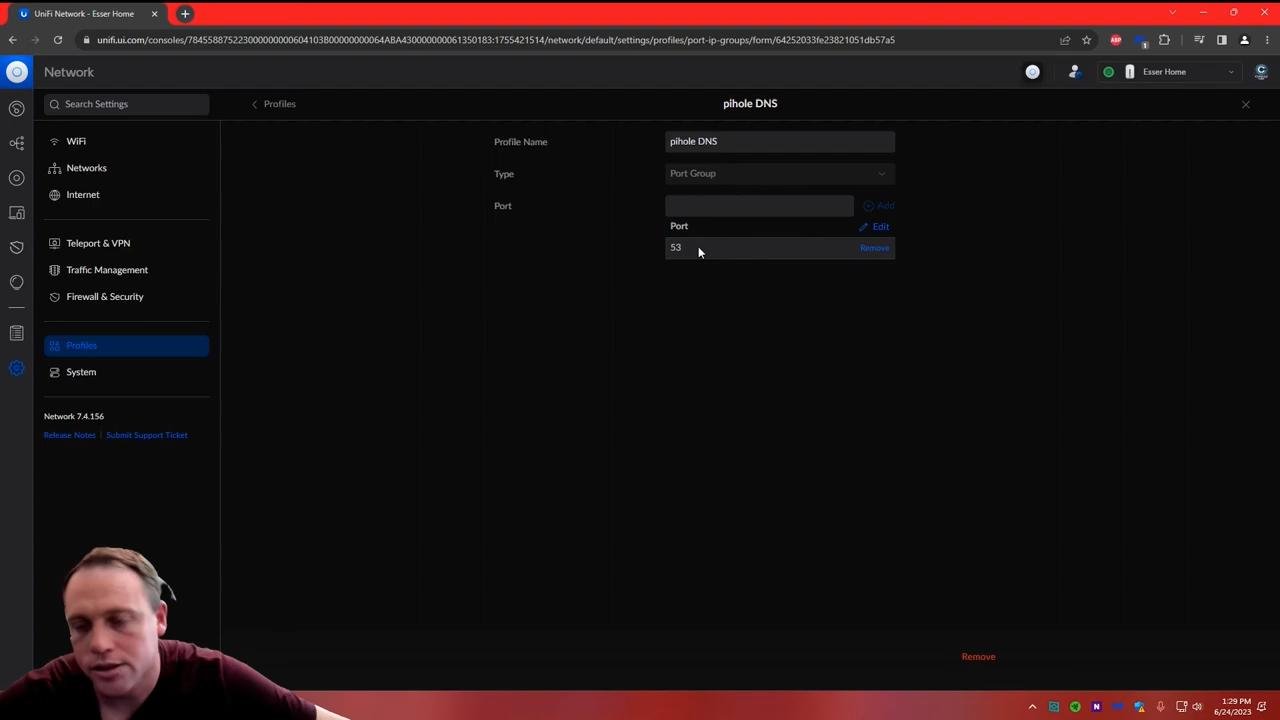 UniFi Network - Esser Home
unifi.ui.com/consoles/78455887522300000000604103B00000000064ABA43000000061350183:1755421514/network/default/settings/profiles/port-ip-groups/form/64252033fe23821051db57a5
ABP
1
Network
Esser Home
Search Settings
Profiles
pihole DNS
WiFi
Networks
Internet
Teleport & VPN
Traffic Management
Firewall & Security
Profiles
System
Network 7.4.156
Release Notes | Submit Support Ticket
Profile Name
pihole DNS
Type
Port Group
Port
Add
Port
Edit
53
Remove
Remove
1:29 PM
6/24/2023